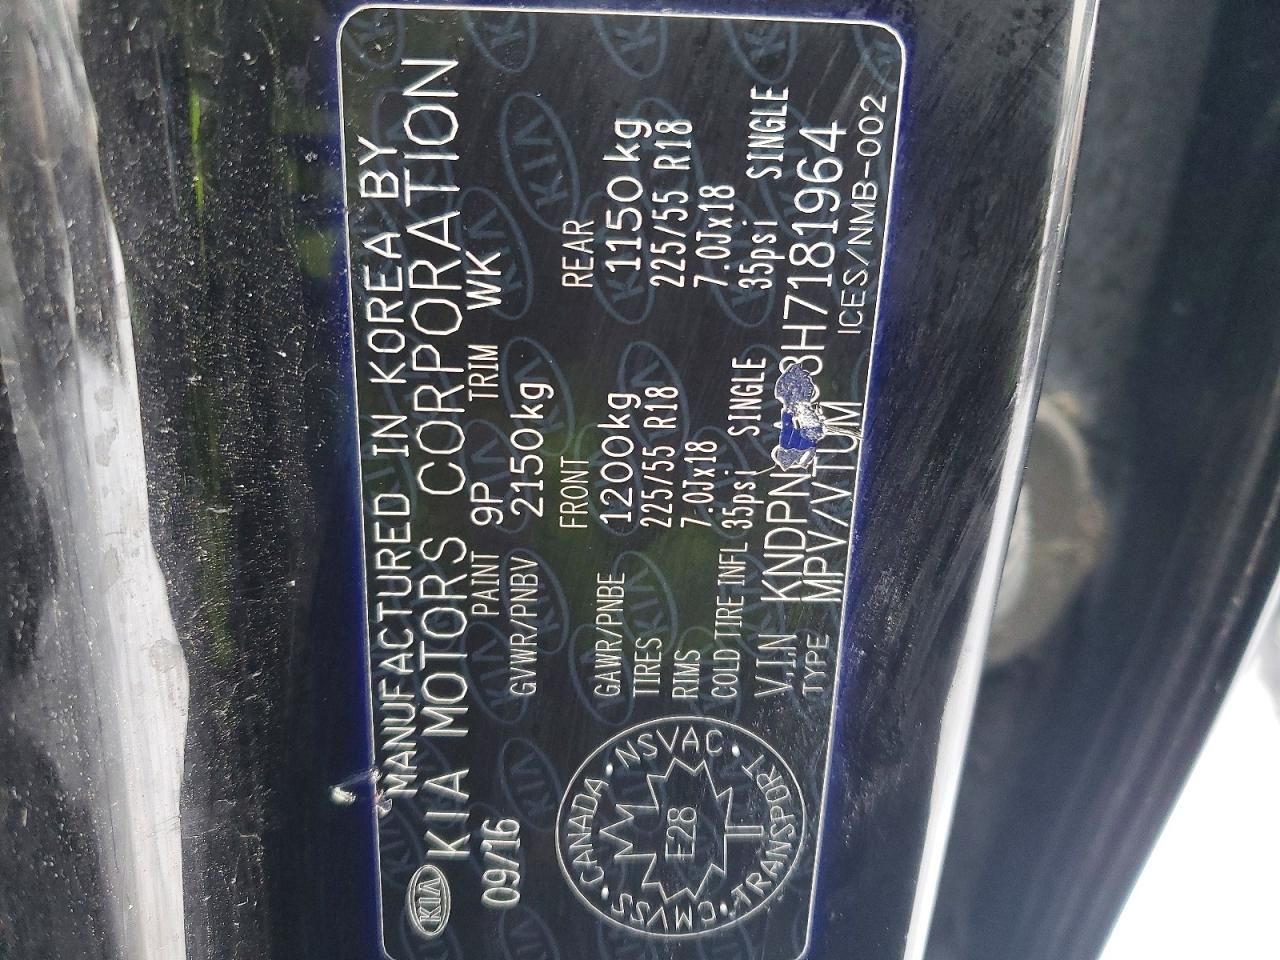 KIA
MANUFACTURED IN KOREA BY
KIA MOTORS CORPORATION
09/16 PAINT 9P TRIM WK
GVWR/PNBV 2150kg
FRONT REAR
GAWR/PNBE 1200kg 1150kg
TIRES 225/55 R18 225/55 R18
RIMS 7.0Jx18 7.0Jx18
COLD TIRE INFL 35psi SINGLE 35psi SINGLE
V.I.N
TYPE MPV/VTUM ICES/NMB-002
CANADA
NSVAC
E28
CMVSS
TRANSPORT